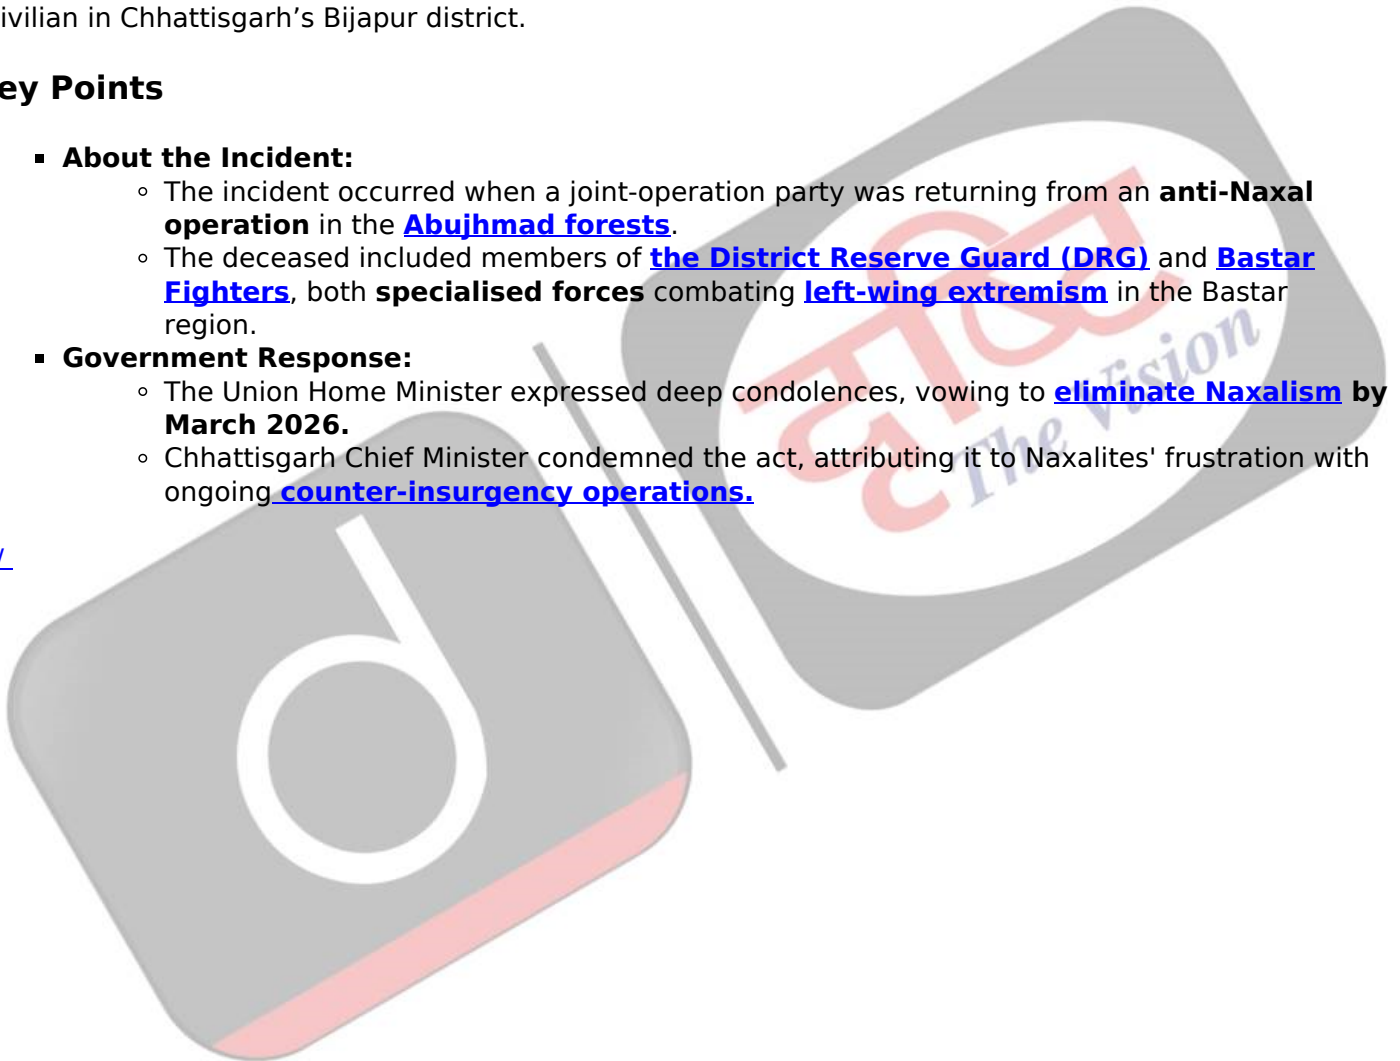 ivilian in Chhattisgarh’s Bijapur district.
ey Points
▪ About the Incident:
◦ The incident occurred when a joint-operation party was returning from an anti-Naxal
operation in the Abujhmad forests.
◦ The deceased included members of the District Reserve Guard (DRG) and Bastar
Fighters, both specialised forces combating left-wing extremism in the Bastar
region.
▪ Government Response:
◦ The Union Home Minister expressed deep condolences, vowing to eliminate Naxalism by
March 2026.
◦ Chhattisgarh Chief Minister condemned the act, attributing it to Naxalites' frustration with
ongoing counter-insurgency operations.
दृष्टि
The Vision
d